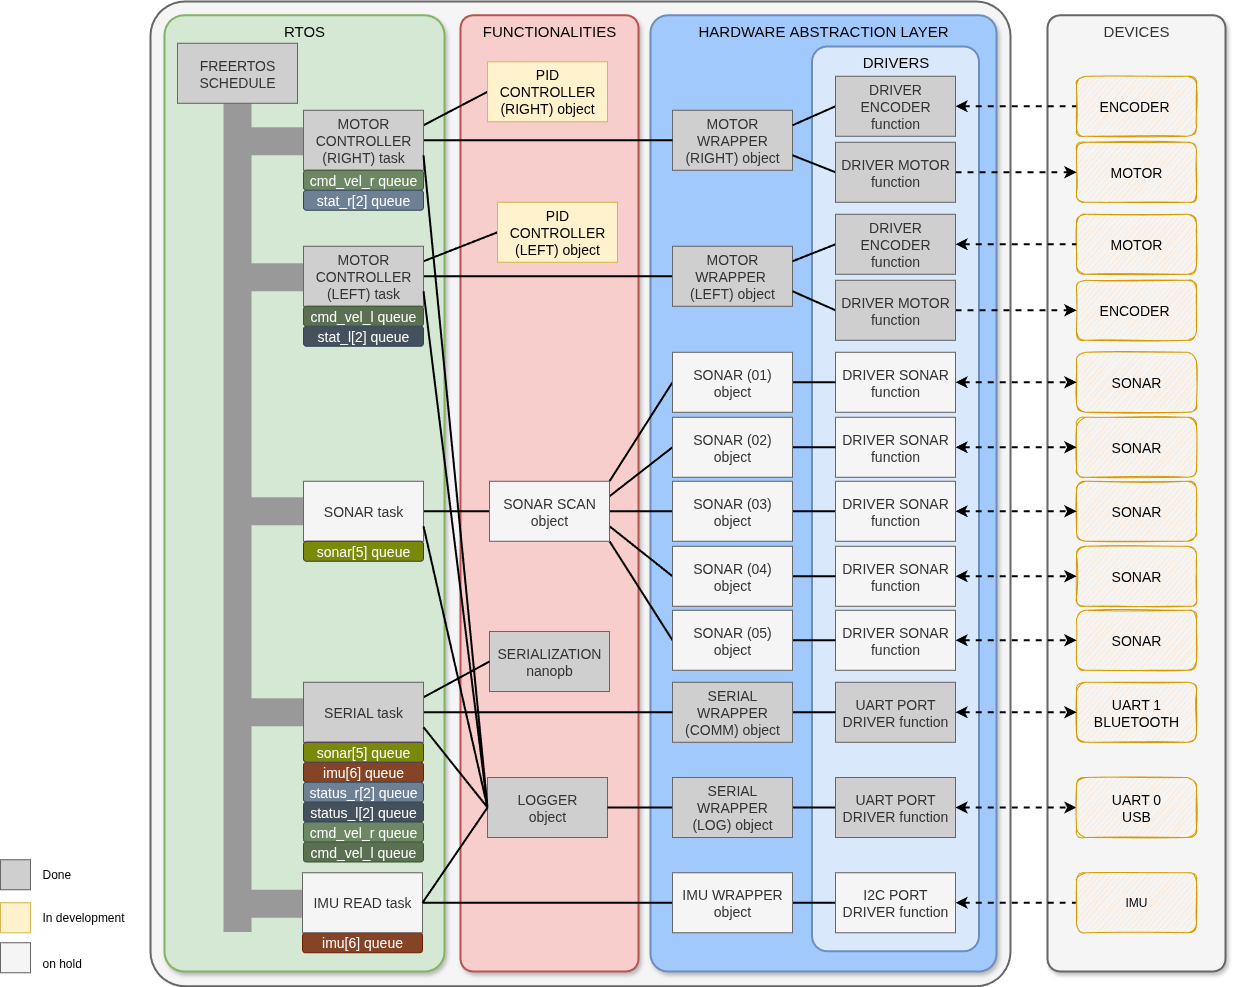 RTOS
FREERTOS
SCHEDULE
MOTOR
CONTROLLER
(RIGHT) task
cmd_vel_r queue
stat_r[2] queue
MOTOR
CONTROLLER
(LEFT) task
cmd_vel_l queue
stat_l[2] queue
SONAR task
sonar[5] queue
SERIAL task
sonar[5] queue
imu[6] queue
status_r[2] queue
status_l[2] queue
cmd_vel_r queue
cmd_vel_l queue
IMU READ task
imu[6] queue
FUNCTIONALITIES
PID
CONTROLLER
(RIGHT) object
PID
CONTROLLER
(LEFT) object
SONAR SCAN
object
SERIALIZATION
nanopb
LOGGER
object
HARDWARE ABSTRACTION LAYER
MOTOR
WRAPPER
(RIGHT) object
MOTOR
WRAPPER
(LEFT) object
SONAR (01)
object
SONAR (02)
object
SONAR (03)
object
SONAR (04)
object
SONAR (05)
object
SERIAL
WRAPPER
(COMM) object
SERIAL
WRAPPER
(LOG) object
IMU WRAPPER
object
DRIVERS
DRIVER
ENCODER
function
DRIVER MOTOR
function
DRIVER
ENCODER
function
DRIVER MOTOR
function
DRIVER SONAR
function
DRIVER SONAR
function
DRIVER SONAR
function
DRIVER SONAR
function
DRIVER SONAR
function
UART PORT
DRIVER function
UART PORT
DRIVER function
I2C PORT
DRIVER function
DEVICES
ENCODER
MOTOR
MOTOR
ENCODER
SONAR
SONAR
SONAR
SONAR
SONAR
UART 1
BLUETOOTH
UART 0
USB
IMU
Done
In development
on hold